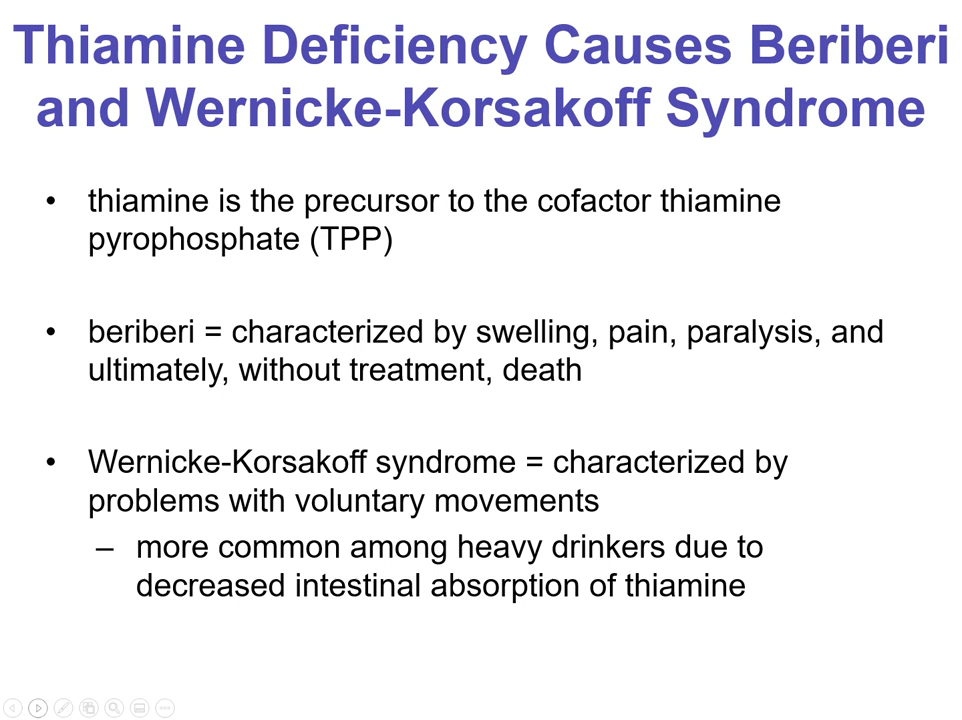 Thiamine Deficiency Causes Beriberi
and Wernicke-Korsakoff Syndrome
• thiamine is the precursor to the cofactor thiamine
pyrophosphate (TPP)
• beriberi = characterized by swelling, pain, paralysis, and
ultimately, without treatment, death
• Wernicke-Korsakoff syndrome = characterized by
problems with voluntary movements
– more common among heavy drinkers due to
decreased intestinal absorption of thiamine